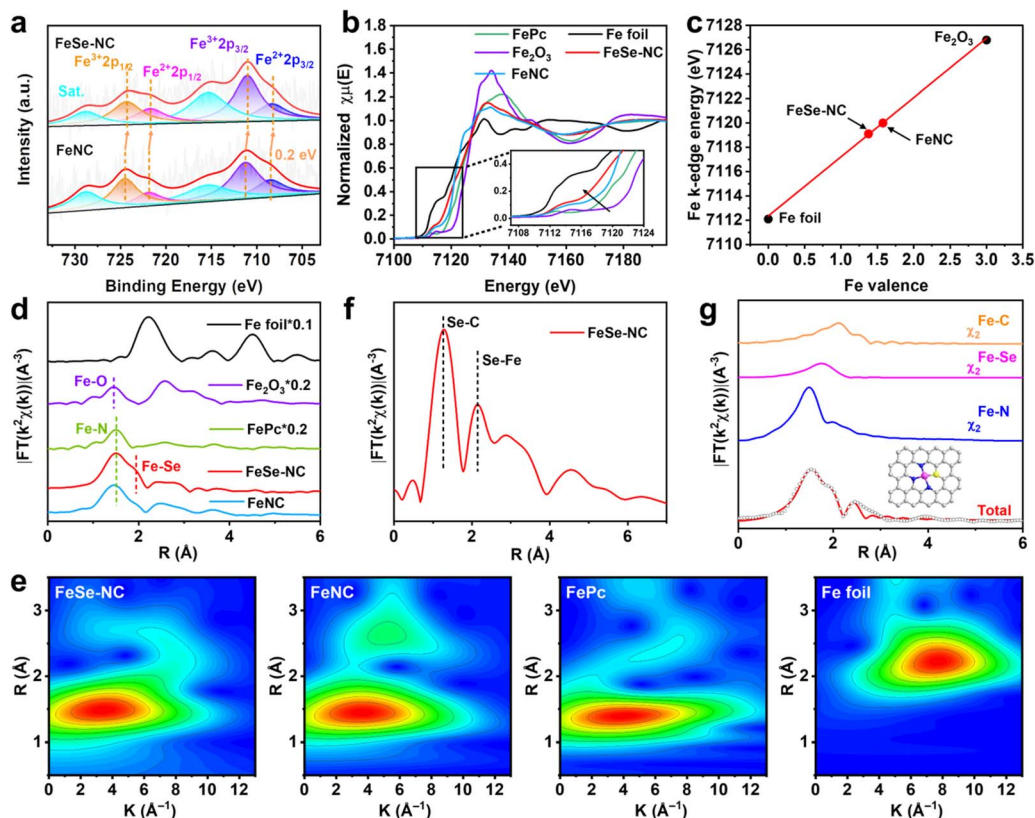 a
FeSe-NC
Fe³⁺2p₃/₂
Fe³⁺2p₁/₂
Fe²⁺2p₃/₂
Fe²⁺2p₁/₂
Sat.
FeNC
0.2 eV
Intensity (a.u.)
730 725 720 715 710 705
Binding Energy (eV)
b
FePc
Fe foil
Fe₂O₃
FeSe-NC
FeNC
Normalized χμ(E)
1.8
1.6
1.4
1.2
1.0
0.8
0.6
0.4
0.2
0.0
0.4
0.2
0.0
7108 7112 7116 7120 7124
7100 7120 7140 7160 7180
Energy (eV)
c
Fe k-edge energy (eV)
7128
7126
7124
7122
7120
7118
7116
7114
7112
7110
Fe₂O₃
FeSe-NC
FeNC
Fe foil
0.0 0.5 1.0 1.5 2.0 2.5 3.0 3.5
Fe valence
d
|FT(k²χ(k))|(A⁻³)
Fe foil*0.1
Fe-O
Fe₂O₃*0.2
Fe-N
FePc*0.2
Fe-Se
FeSe-NC
FeNC
0 1 2 3 4 5 6
R (Å)
f
|FT(k²χ(k))|(A⁻³)
Se-C
FeSe-NC
Se-Fe
0 2 4 6
R (Å)
g
|FT(k²χ(k))|(A⁻³)
Fe-C
χ₂
Fe-Se
χ₂
Fe-N
χ₂
Total
0 2 4 6
R (Å)
e
FeSe-NC
R (Å)
3
2
1
0 2 4 6 8 10 12
K (Å⁻¹)
FeNC
R (Å)
3
2
1
0 2 4 6 8 10 12
K (Å⁻¹)
FePc
R (Å)
3
2
1
0 2 4 6 8 10 12
K (Å⁻¹)
Fe foil
R (Å)
3
2
1
0 2 4 6 8 10 12
K (Å⁻¹)